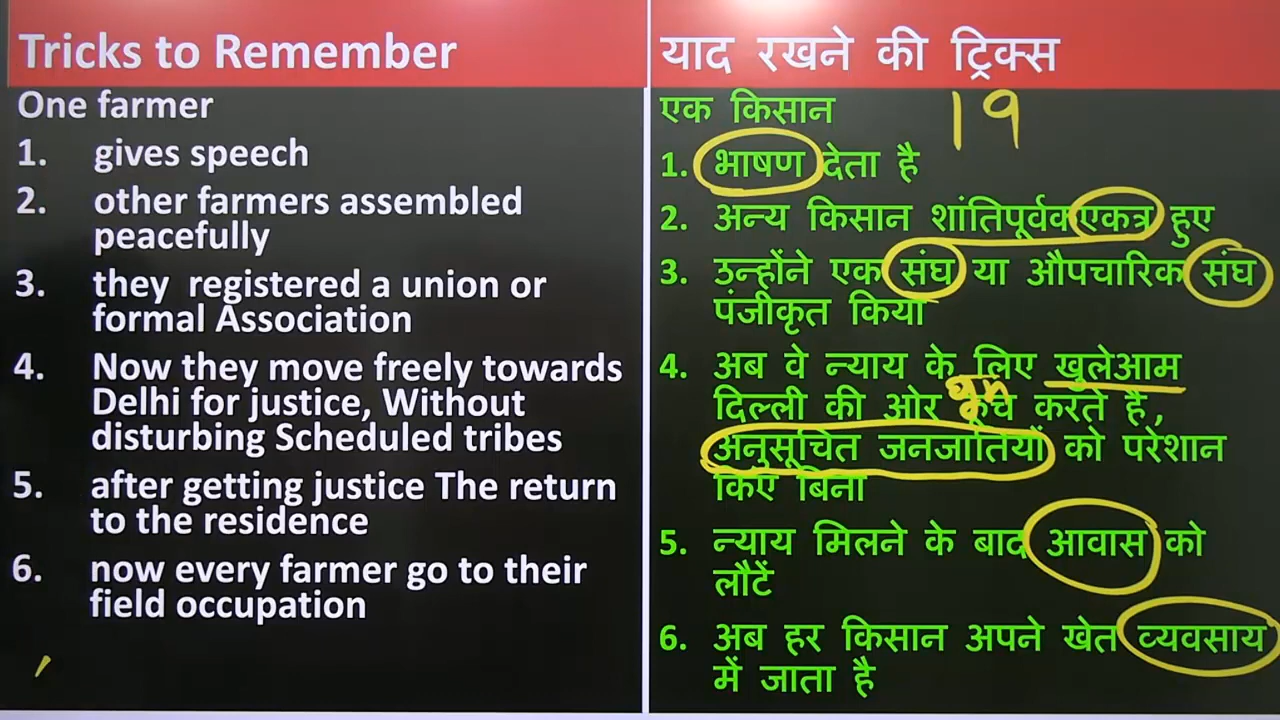 Tricks to Remember
One farmer
1. gives speech
2. other farmers assembled
peacefully
3. they registered a union or
formal Association
4. Now they move freely towards
Delhi for justice, Without
disturbing Scheduled tribes
5. after getting justice The return
to the residence
6. now every farmer go to their
field occupation
याद रखने की ट्रिक्स
एक किसान
19
1. भाषण देता है
2. अन्य किसान शांतिपूर्वक एकत्र हुए
3. उन्होंने एक संघ या औपचारिक संघ
पंजीकृत किया
4. अब वे न्याय के लिए खुलेआम
दिल्ली की ओर कूच करते हैं,
अनुसूचित जनजातियों को परेशान
किए बिना
5. न्याय मिलने के बाद आवास को
लौटें
6. अब हर किसान अपने खेत व्यवसाय
में जाता है